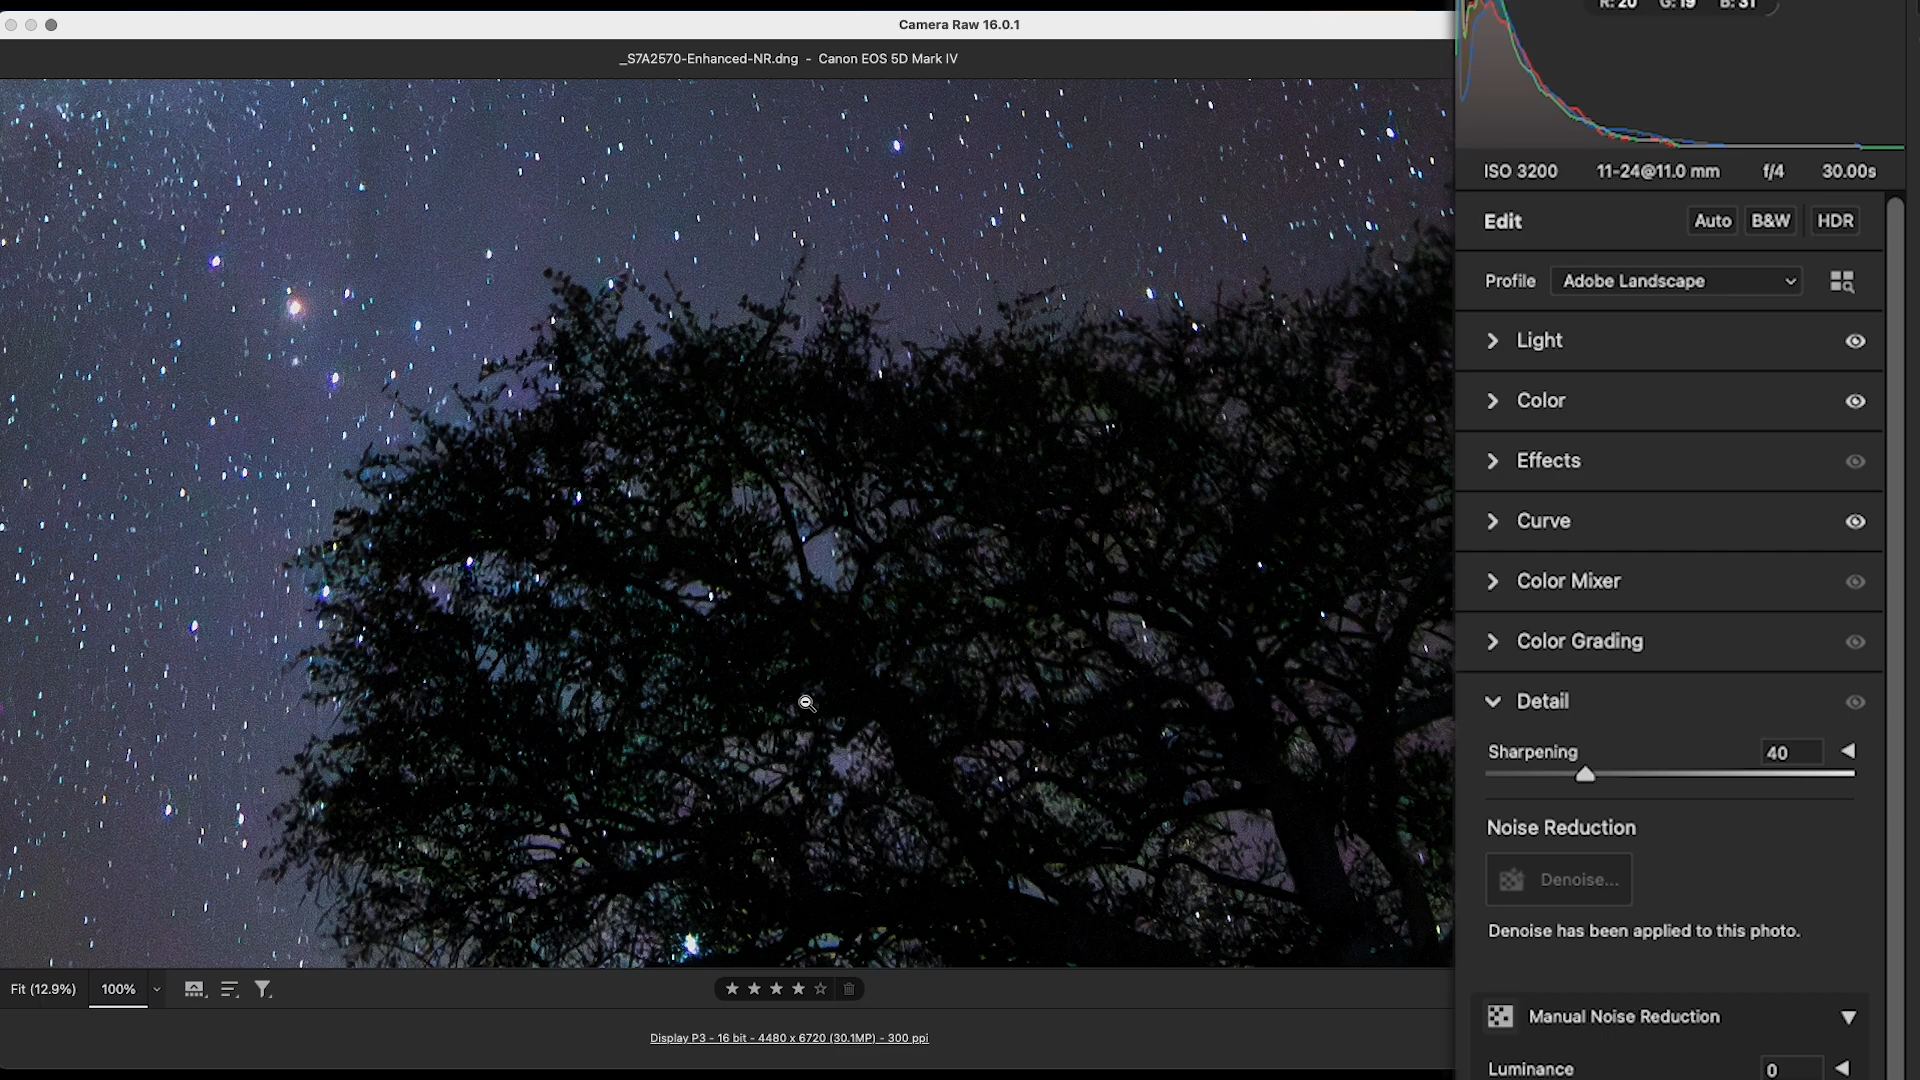 Camera Raw 16.0.1
_S7A2570-Enhanced-NR.dng - Canon EOS 5D Mark IV
R: 20 G: 19 B: 31
ISO 3200 11-24@11.0 mm f/4 30.00s
Edit Auto B&W HDR
Profile Adobe Landscape
Light
Color
Effects
Curve
Color Mixer
Color Grading
Detail
Sharpening 40
Noise Reduction
Denoise...
Denoise has been applied to this photo.
Manual Noise Reduction
Luminance 0
Fit (12.9%) 100%
Display P3 - 16 bit - 4480 x 6720 (30.1MP) - 300 ppi